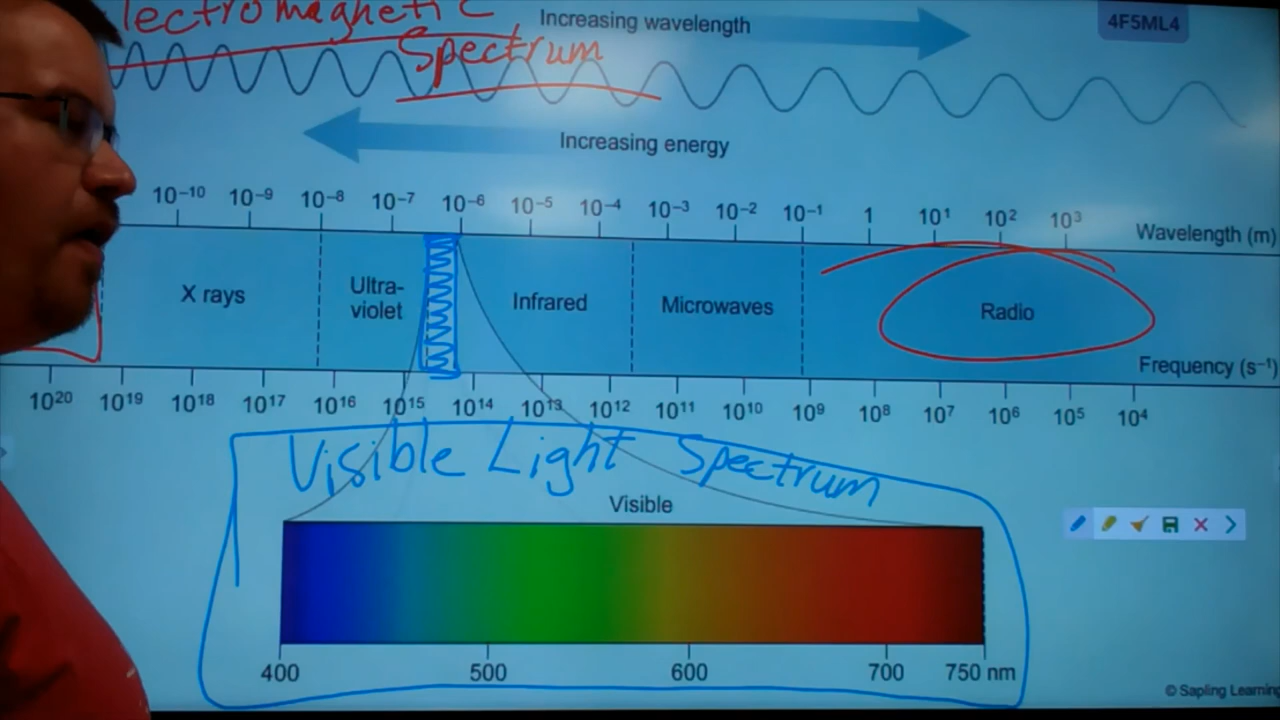 lectromagnetic
Spectrum
Increasing wavelength
4F5ML4
Increasing energy
10⁻¹⁰ 10⁻⁹ 10⁻⁸ 10⁻⁷ 10⁻⁶ 10⁻⁵ 10⁻⁴ 10⁻³ 10⁻² 10⁻¹ 1 10¹ 10² 10³ Wavelength (m)
X rays Ultra-violet Infrared Microwaves Radio
Frequency (s⁻¹)
10²⁰ 10¹⁹ 10¹⁸ 10¹⁷ 10¹⁶ 10¹⁵ 10¹⁴ 10¹³ 10¹² 10¹¹ 10¹⁰ 10⁹ 10⁸ 10⁷ 10⁶ 10⁵ 10⁴
Visible Light Spectrum
Visible
400 500 600 700 750 nm
© Sapling Learning